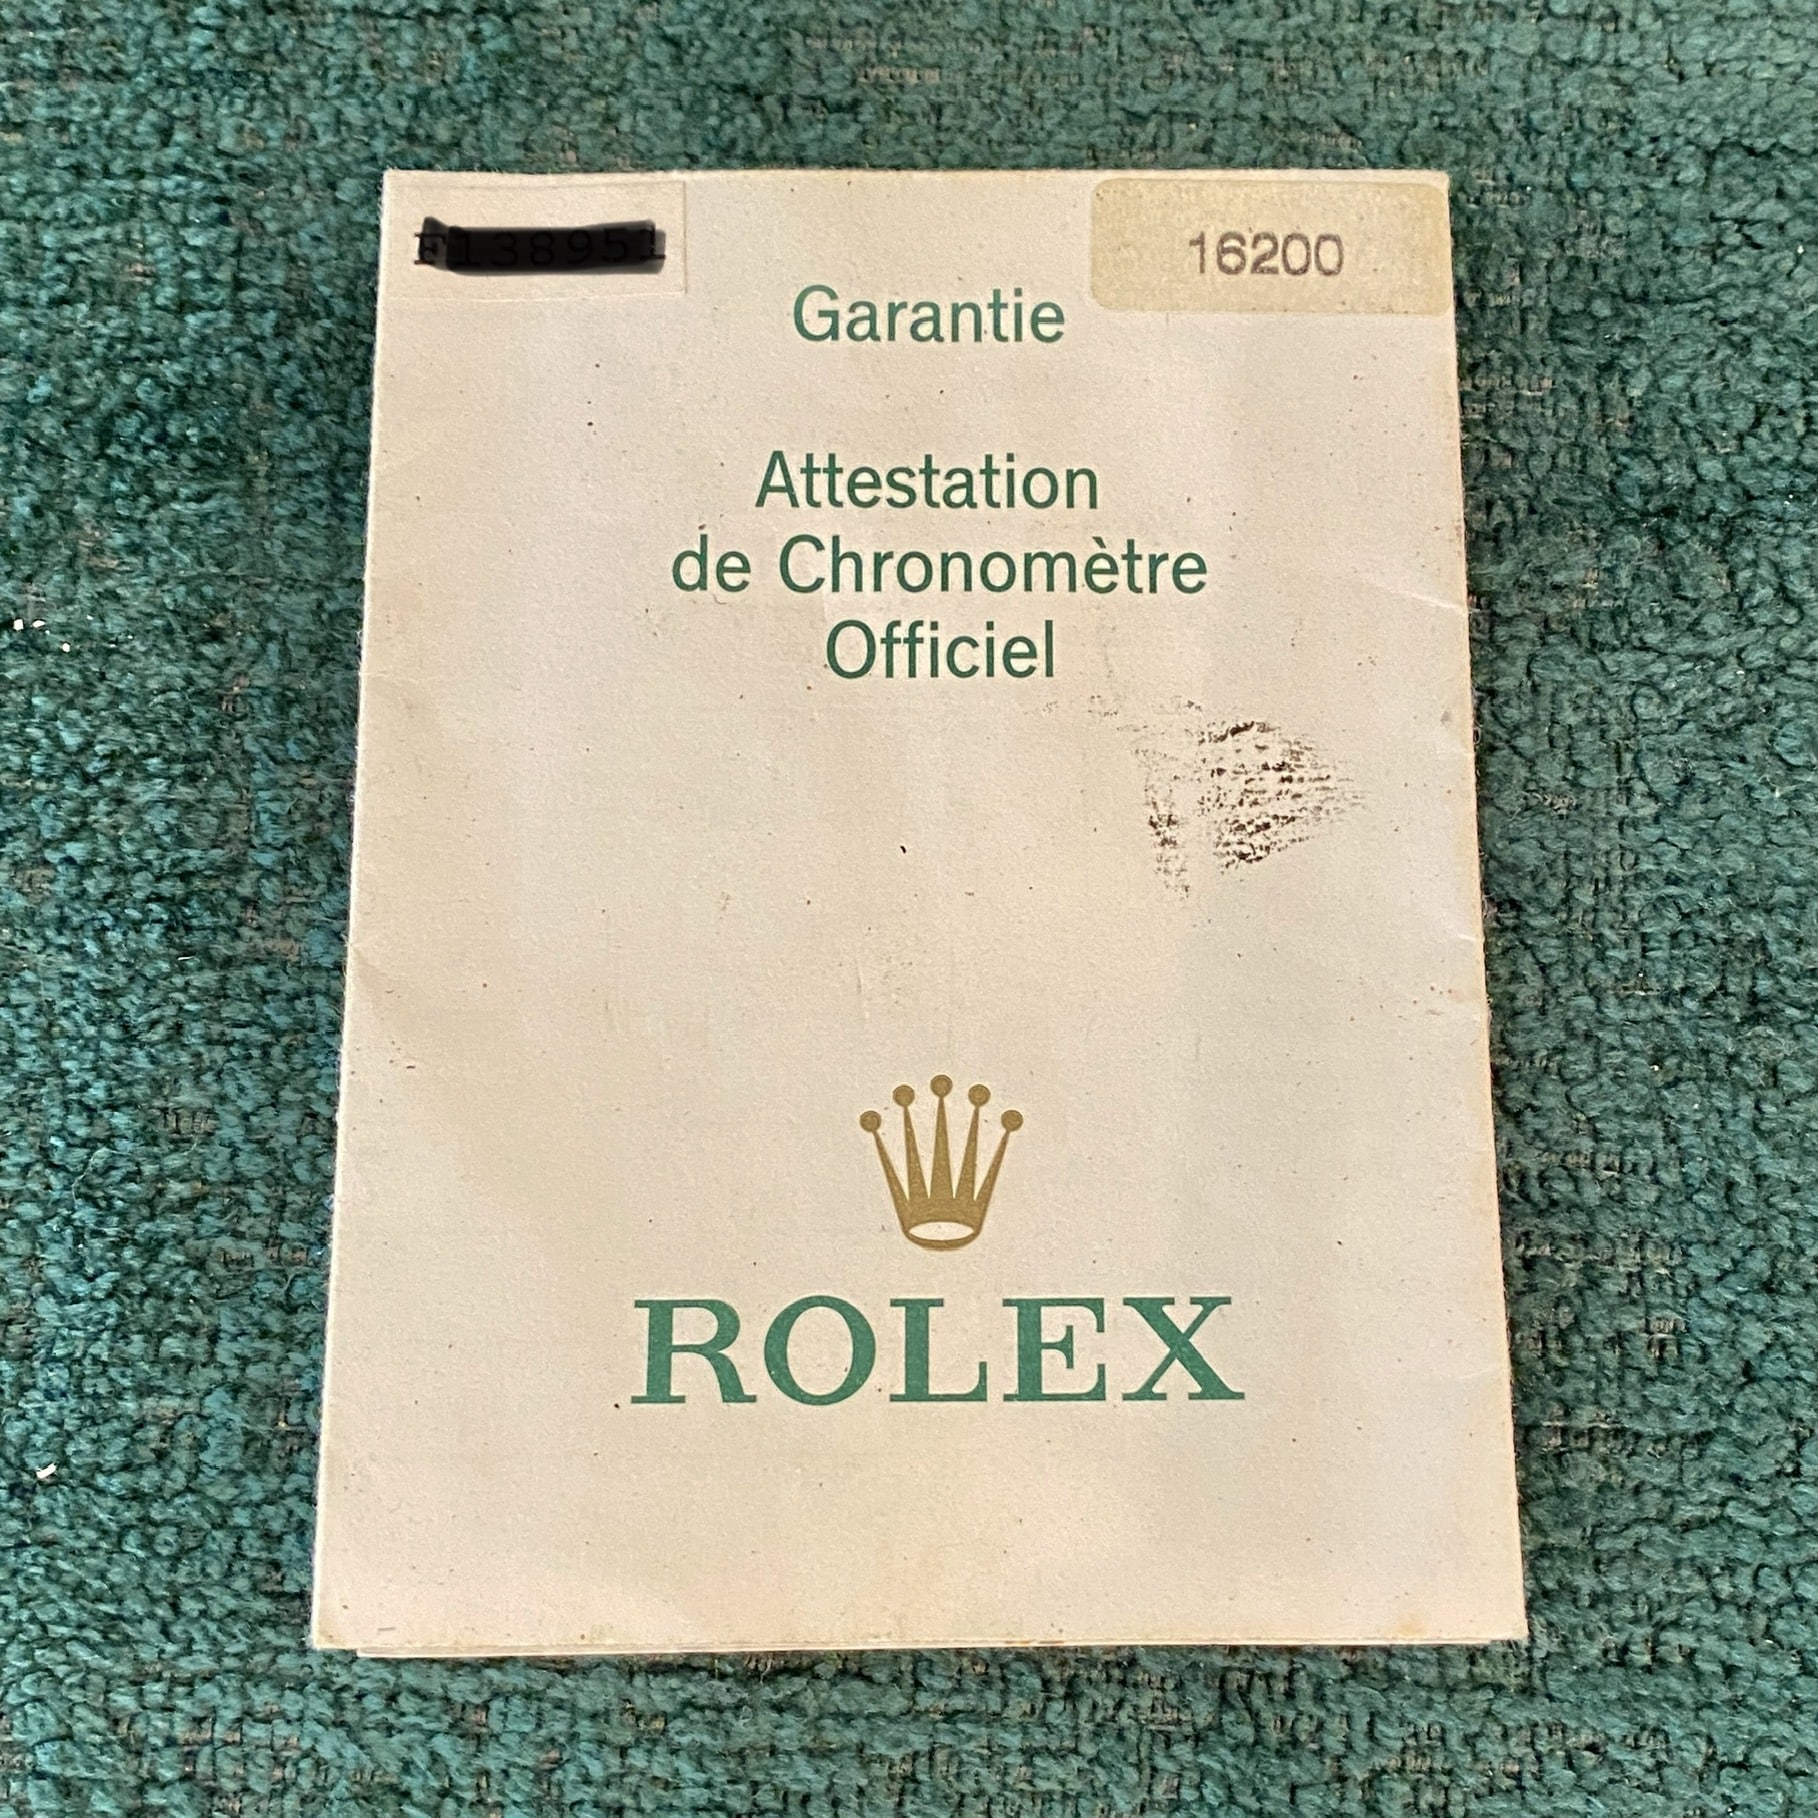 16200
Garantie
Attestation
de Chronomètre
Officiel
ROLEX